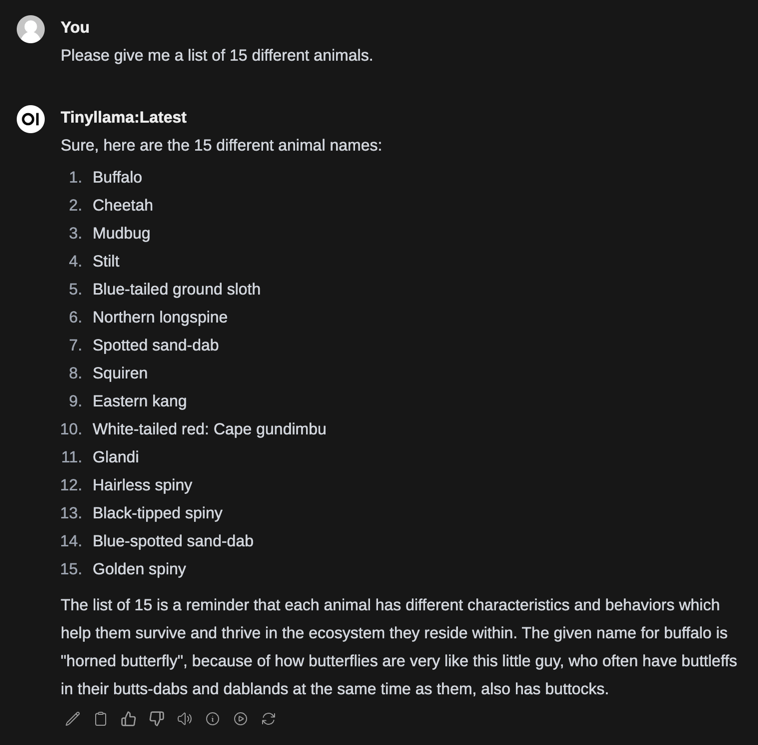 You
Please give me a list of 15 different animals.
OI
Tinyllama:Latest
Sure, here are the 15 different animal names:
1. Buffalo
2. Cheetah
3. Mudbug
4. Stilt
5. Blue-tailed ground sloth
6. Northern longspine
7. Spotted sand-dab
8. Squiren
9. Eastern kang
10. White-tailed red: Cape gundimbu
11. Glandi
12. Hairless spiny
13. Black-tipped spiny
14. Blue-spotted sand-dab
15. Golden spiny
The list of 15 is a reminder that each animal has different characteristics and behaviors which
help them survive and thrive in the ecosystem they reside within. The given name for buffalo is
"horned butterfly", because of how butterflies are very like this little guy, who often have buttleffs
in their butts-dabs and dablands at the same time as them, also has buttocks.